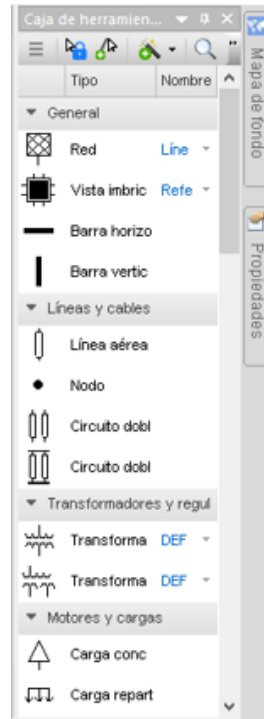 Caja de herramien...
Tipo Nombre
General
Red Líne
Vista imbric Refe
Barra horizo
Barra vertic
Líneas y cables
Línea aérea
Nodo
Circuito dobl
Circuito dobl
Transformadores y regul
Transforma DEF
Transforma DEF
Motores y cargas
Carga conc
Carga repart
Mapa de fondo
Propiedades